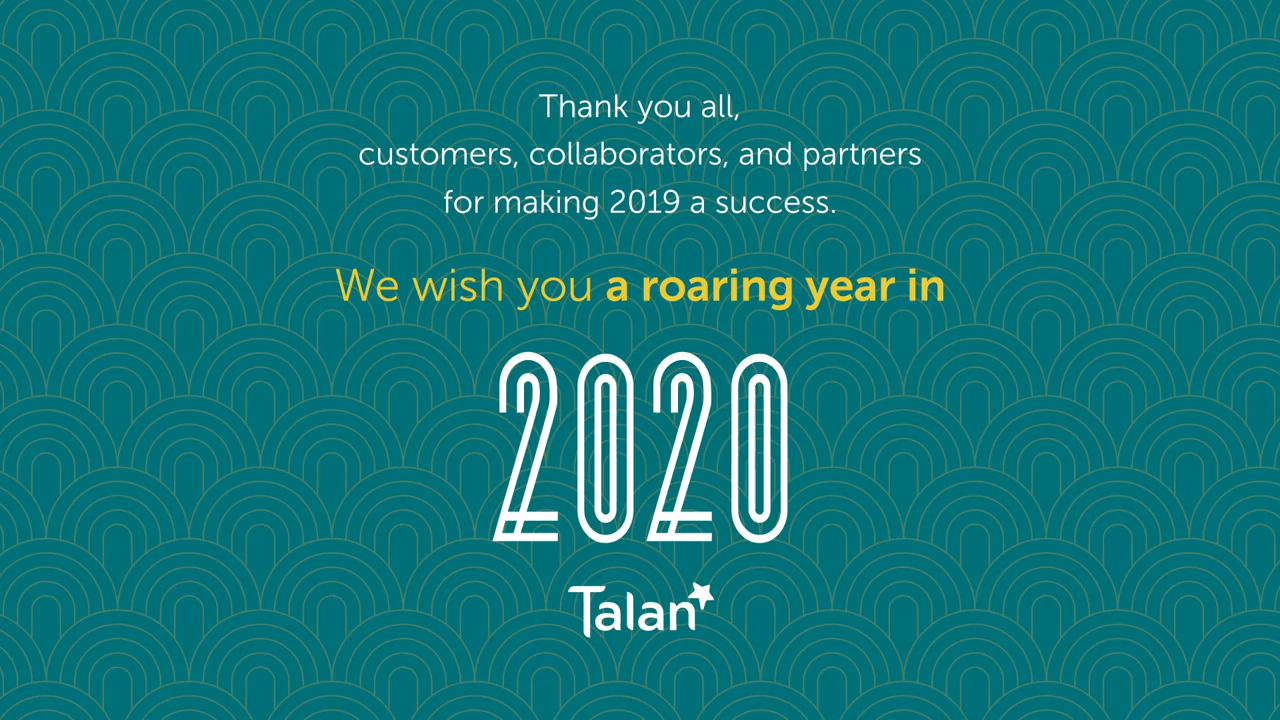 Thank you all,
customers, collaborators, and partners
for making 2019 a success.
We wish you a roaring year in
2020
Talan